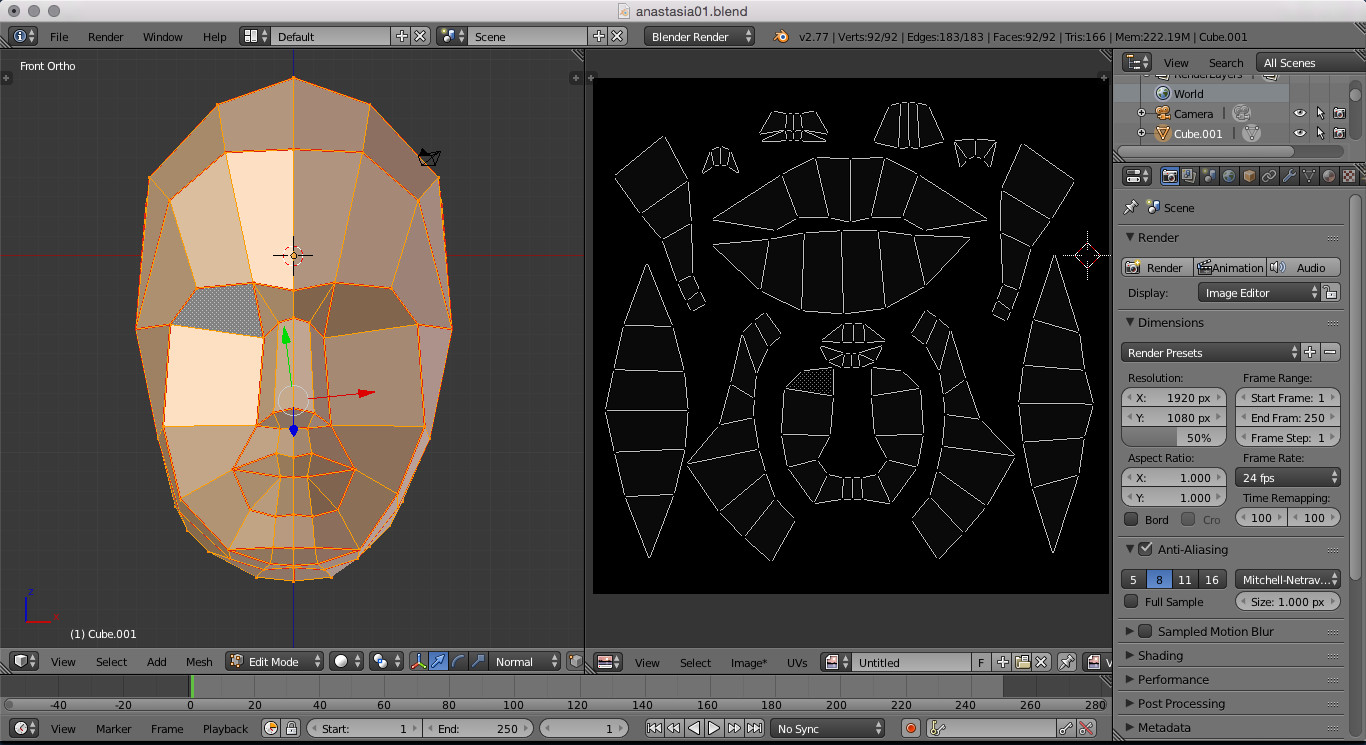 anastasia01.blend
File Render Window Help Default Scene Blender Render v2.77 | Verts:92/92 | Edges:183/183 | Faces:92/92 | Tris:166 | Mem:222.19M | Cube.001
Front Ortho
z
x
(1) Cube.001
View Select Add Mesh Edit Mode Normal
View Select Image* UVs Untitled F V
-40 -20 0 20 40 60 80 100 120 140 160 180 200 220 240 260 280
View Marker Frame Playback Start: 1 End: 250 1 No Sync
View Search All Scenes
RenderLayers
World
Camera
Cube.001
Scene
Render
Render Animation Audio
Display: Image Editor
Dimensions
Render Presets
Resolution: Frame Range:
X: 1920 px Start Frame: 1
Y: 1080 px End Fram: 250
50% Frame Step: 1
Aspect Ratio: Frame Rate:
X: 1.000 24 fps
Y: 1.000 Time Remapping:
Bord Cro 100 100
Anti-Aliasing
5 8 11 16 Mitchell-Netrav...
Full Sample Size: 1.000 px
Sampled Motion Blur
Shading
Performance
Post Processing
Metadata